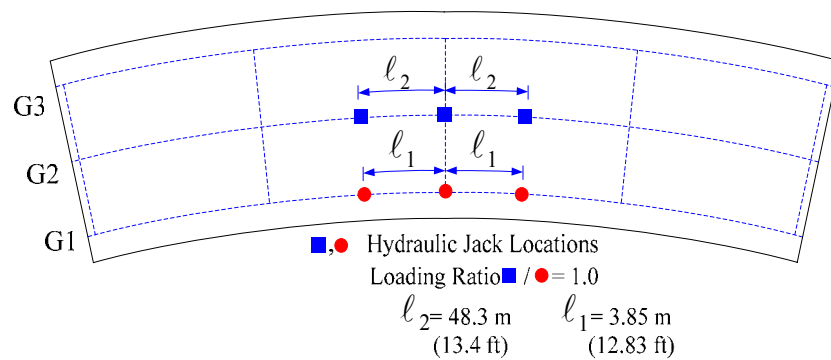 ℓ2 ℓ2
G3
ℓ1 ℓ1
G2
G1
■,● Hydraulic Jack Locations
Loading Ratio ■ / ● = 1.0
ℓ2 = 48.3 m ℓ1 = 3.85 m
(13.4 ft) (12.83 ft)